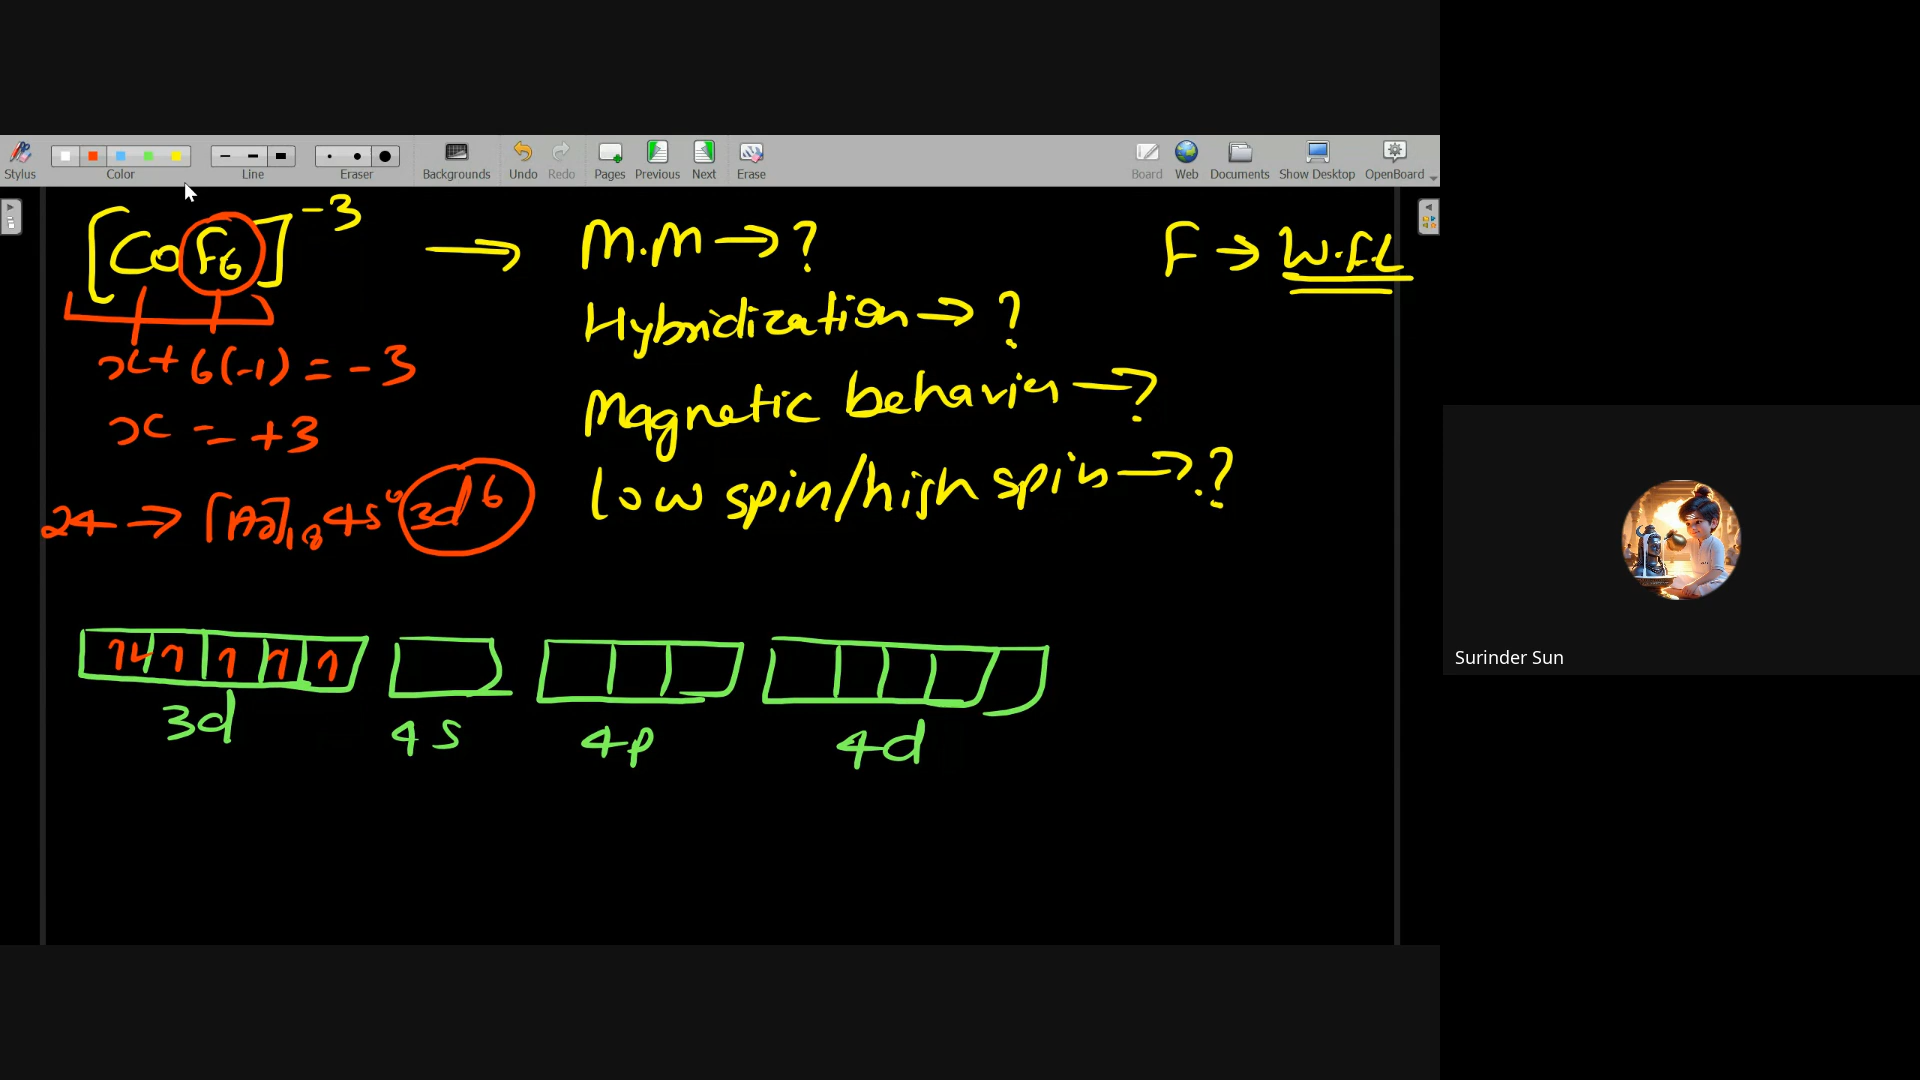 Stylus Color Line Eraser Backgrounds Undo Redo Pages Previous Next Erase Board Web Documents Show Desktop OpenBoard
[CoF6]⁻³ → M.M → ? F → W.F.L
Hybridization → ?
x + 6(-1) = -3
Magnetic behavior → ?
x = +3
Low spin/high spin → ?
24 → [Ar]18 4s⁰ 3d⁶
↿⇂ ↿ ↿ ↿ ↿
3d 4s 4p 4d
Surinder Sun